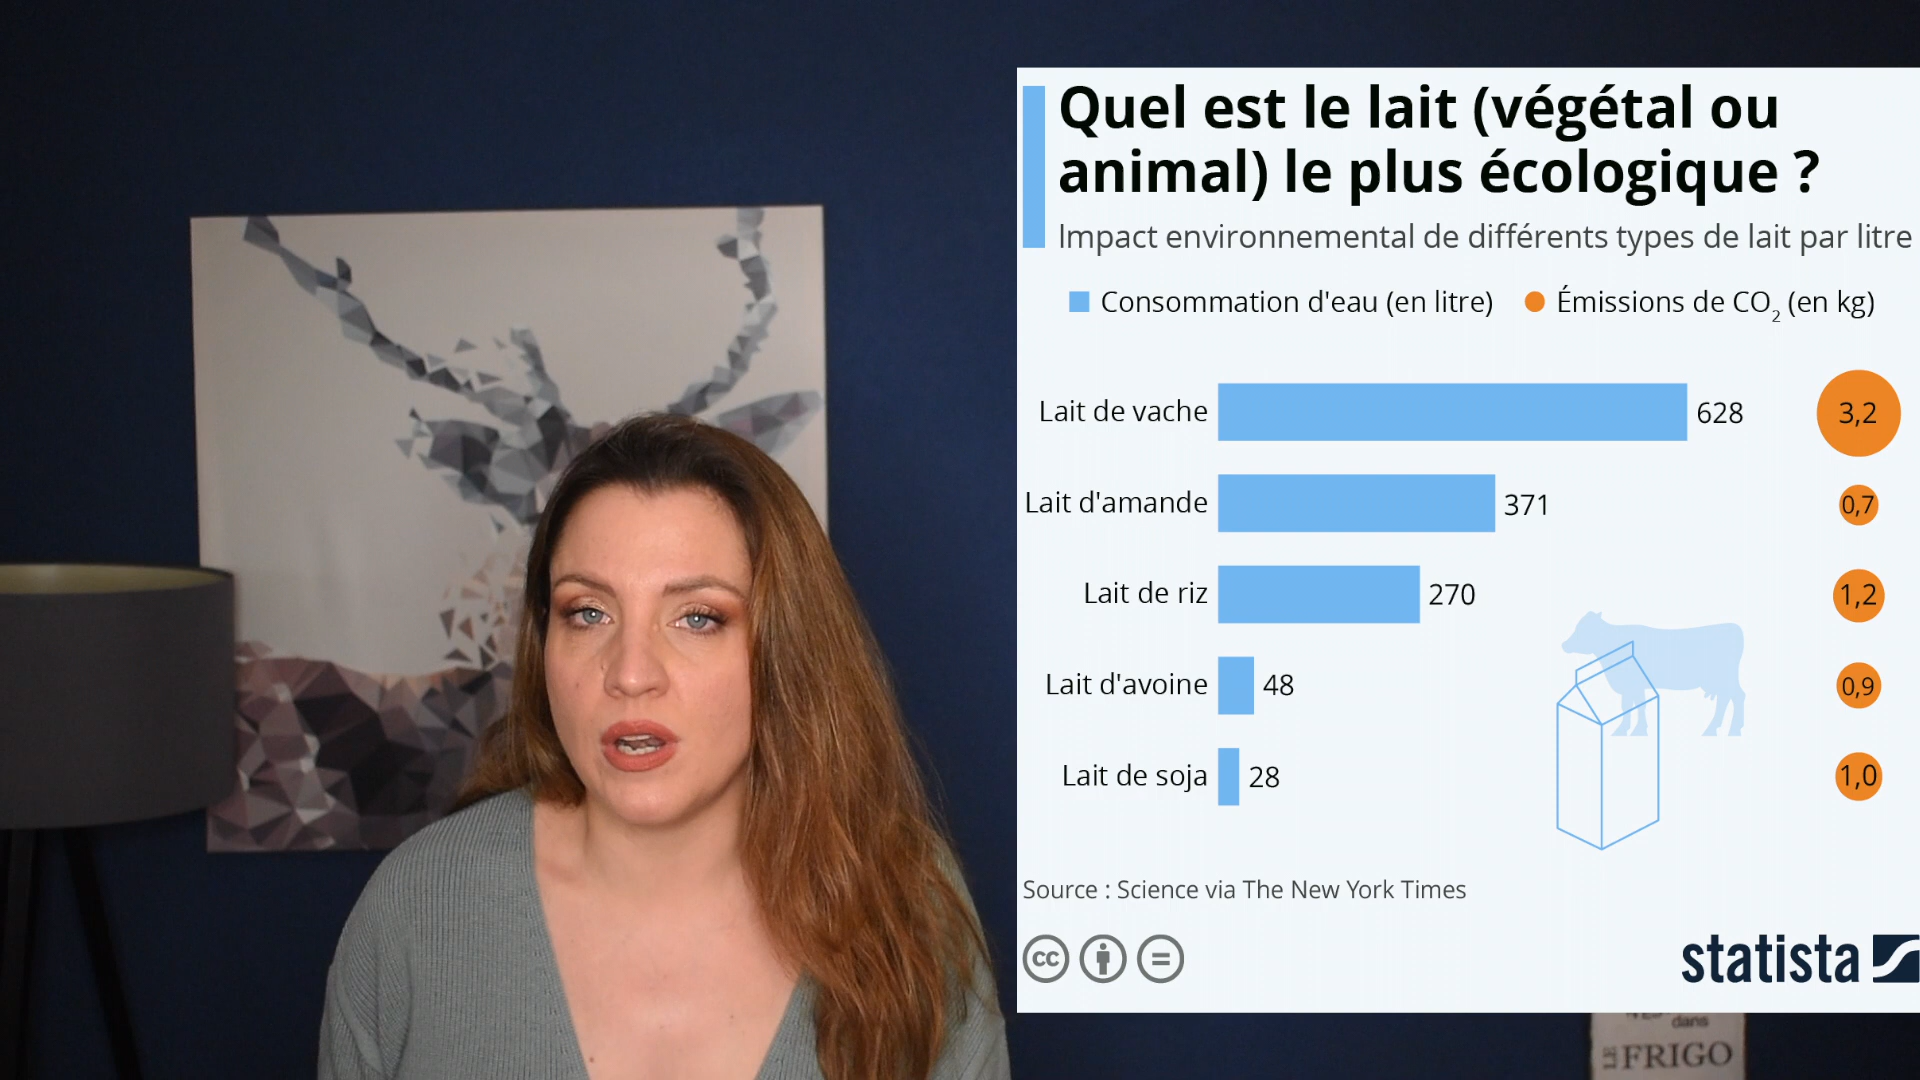 Quel est le lait (végétal ou
animal) le plus écologique ?
Impact environnemental de différents types de lait par litre
Consommation d'eau (en litre) Émissions de CO₂ (en kg)
Lait de vache 628 3,2
Lait d'amande 371 0,7
Lait de riz 270 1,2
Lait d'avoine 48 0,9
Lait de soja 28 1,0
Source : Science via The New York Times
cc
statista
dans
LE FRIGO